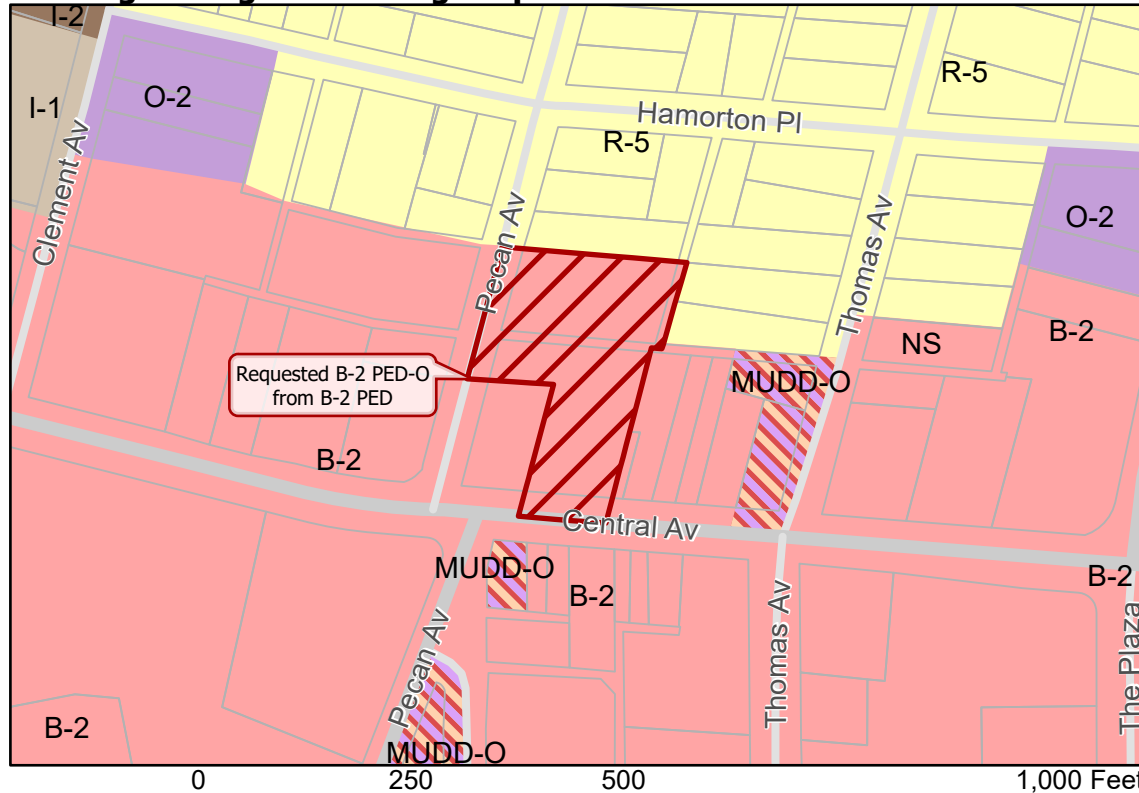 I-2
I-1
O-2
R-5
Hamorton Pl
R-5
Clement Av
Pecan Av
Thomas Av
O-2
B-2
NS
MUDD-O
Requested B-2 PED-O
from B-2 PED
B-2
Central Av
MUDD-O
B-2
B-2
Pecan Av
Thomas Av
The Plaza
B-2
MUDD-O
0 250 500 1,000 Feet